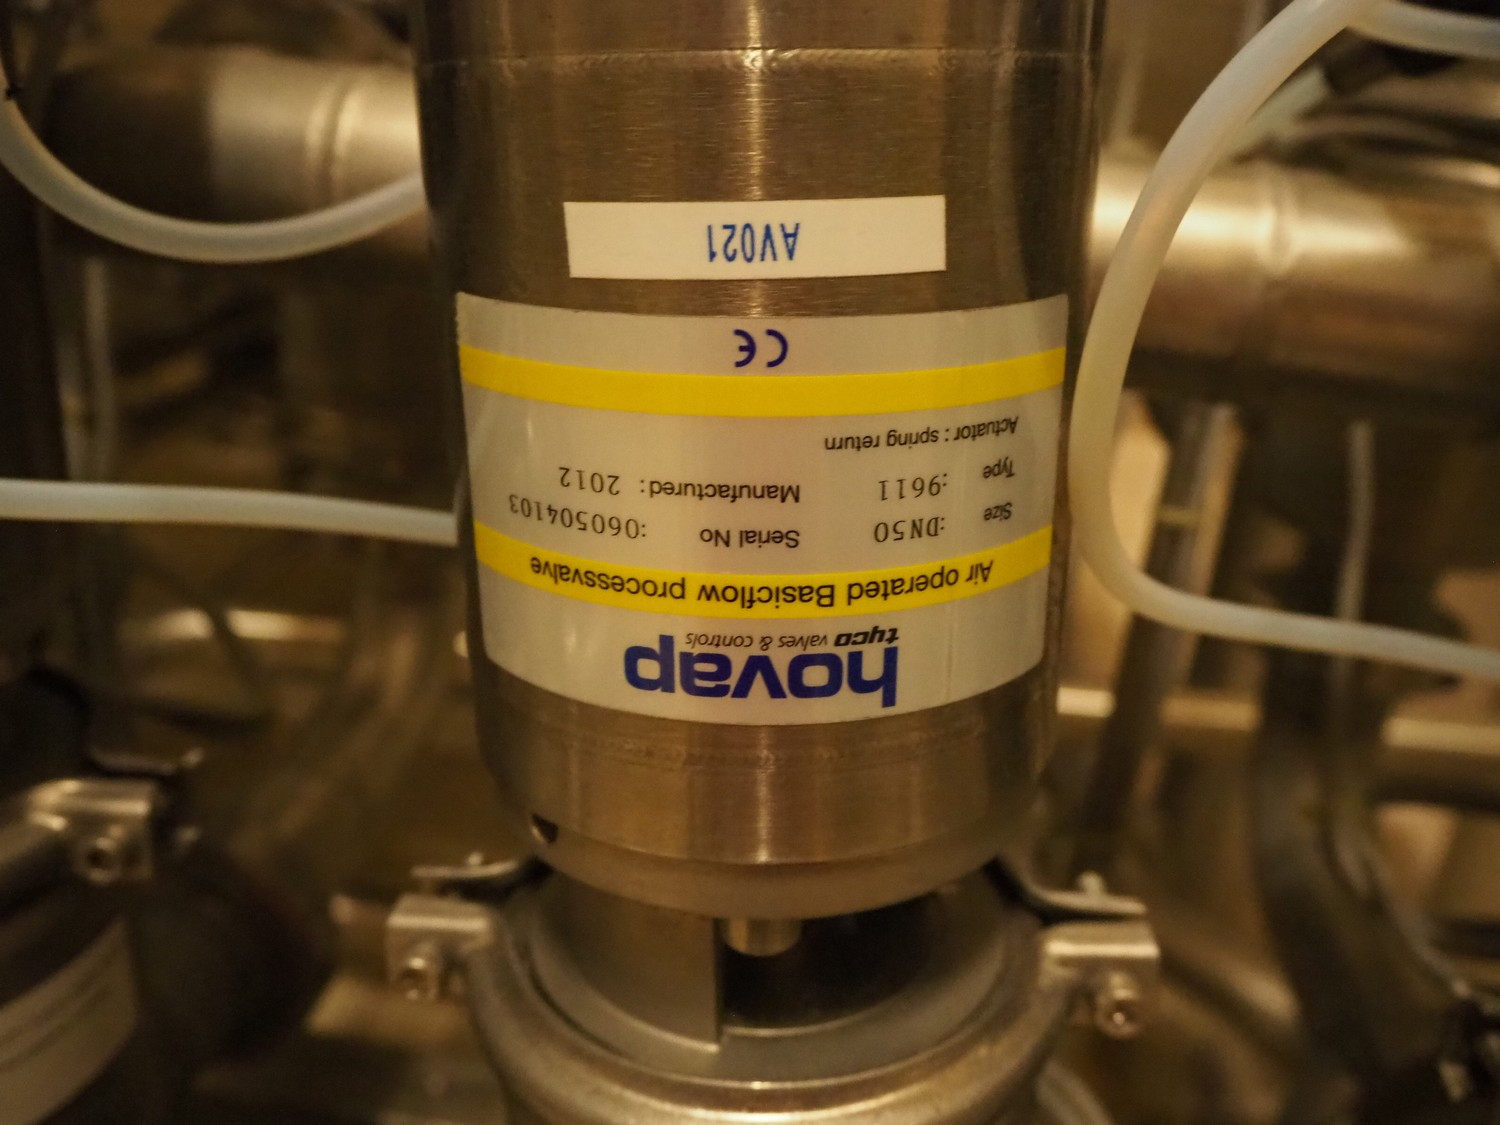 hovap
tyco valves & controls
Air operated Basicflow processvalve
Size :DN50 Serial No :060504103
Type :9611 Manufactured: 2012
Actuator: spring return
CE
AV021